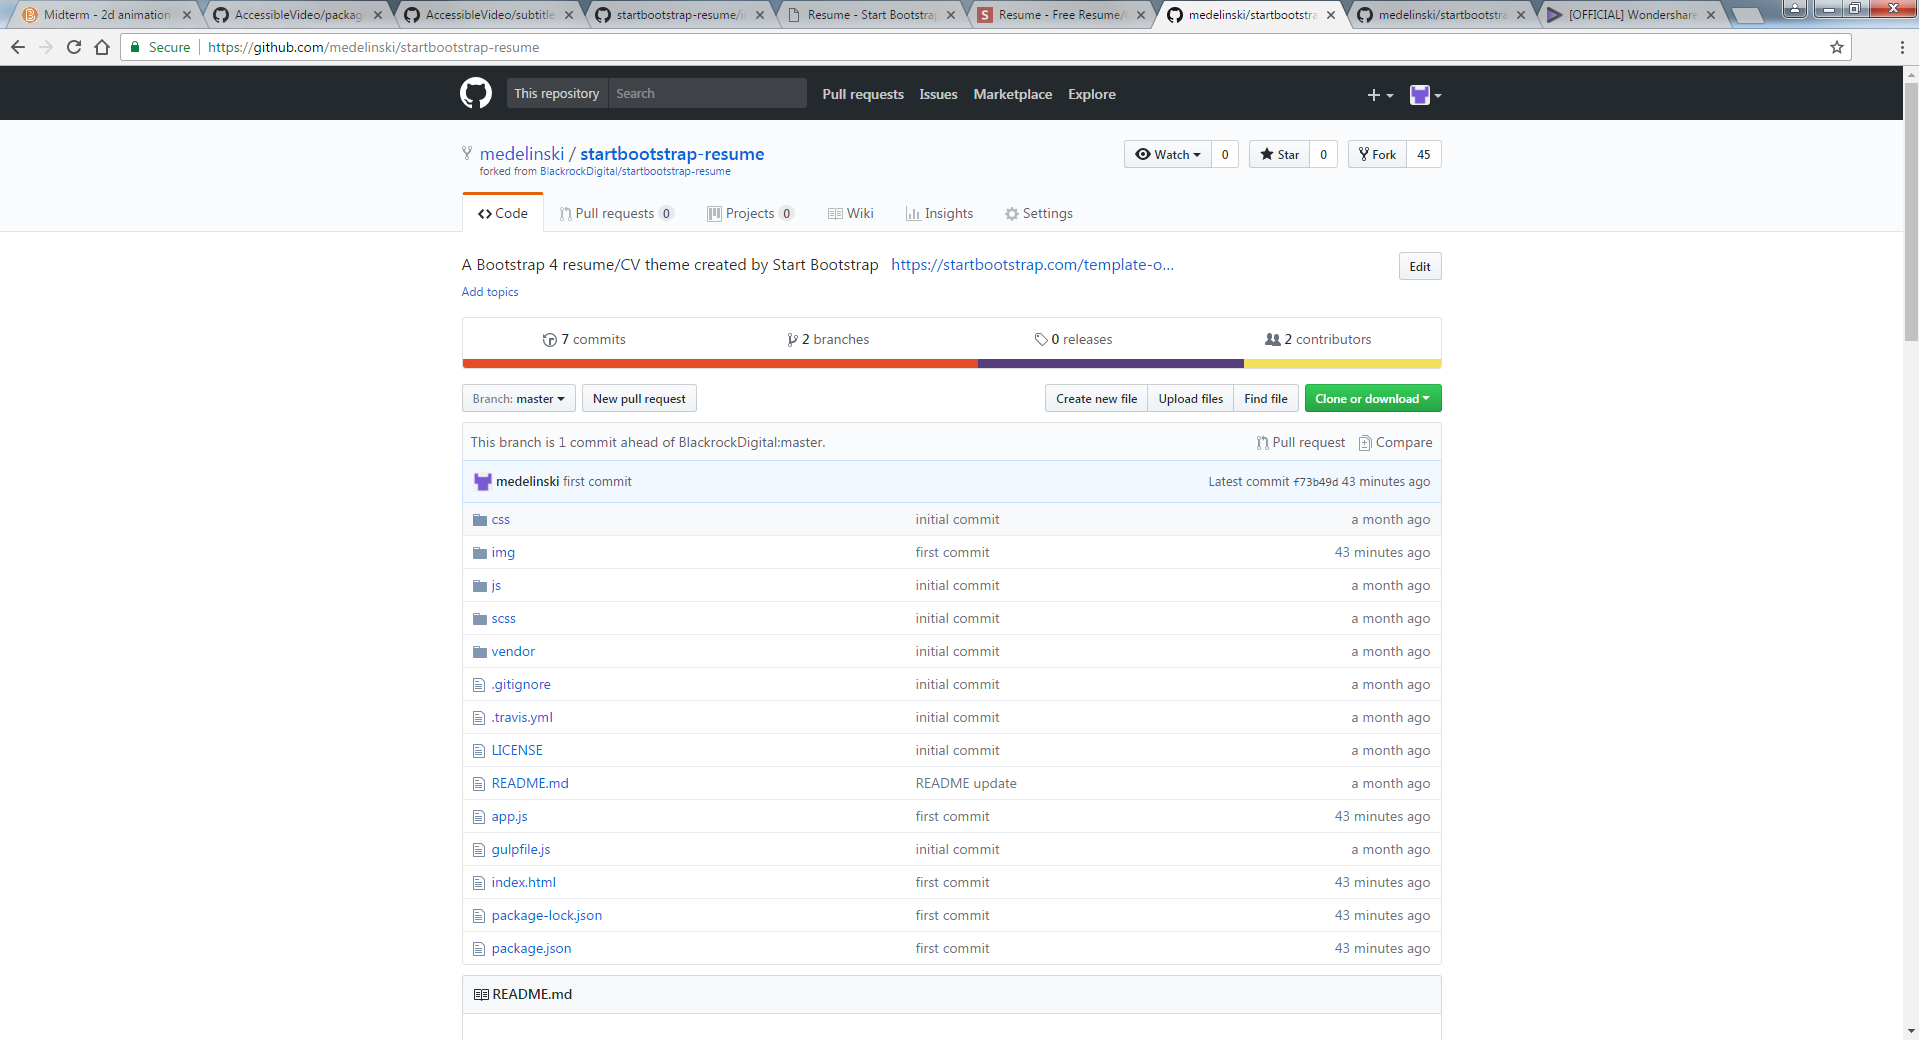 Midterm - 2d animation
AccessibleVideo/packag
AccessibleVideo/subtitle
startbootstrap-resume/i
Resume - Start Bootstrap
Resume - Free Resume/
medelinski/startbootstra
medelinski/startbootstra
[OFFICIAL] Wondershare
Secure https://github.com/medelinski/startbootstrap-resume
This repository Search Pull requests Issues Marketplace Explore
medelinski / startbootstrap-resume Watch 0 Star 0 Fork 45
forked from BlackrockDigital/startbootstrap-resume
Code Pull requests 0 Projects 0 Wiki Insights Settings
A Bootstrap 4 resume/CV theme created by Start Bootstrap https://startbootstrap.com/template-o... Edit
Add topics
7 commits 2 branches 0 releases 2 contributors
Branch: master New pull request Create new file Upload files Find file Clone or download
This branch is 1 commit ahead of BlackrockDigital:master. Pull request Compare
medelinski first commit Latest commit f73b49d 43 minutes ago
css initial commit a month ago
img first commit 43 minutes ago
js initial commit a month ago
scss initial commit a month ago
vendor initial commit a month ago
.gitignore initial commit a month ago
.travis.yml initial commit a month ago
LICENSE initial commit a month ago
README.md README update a month ago
app.js first commit 43 minutes ago
gulpfile.js initial commit a month ago
index.html first commit 43 minutes ago
package-lock.json first commit 43 minutes ago
package.json first commit 43 minutes ago
README.md